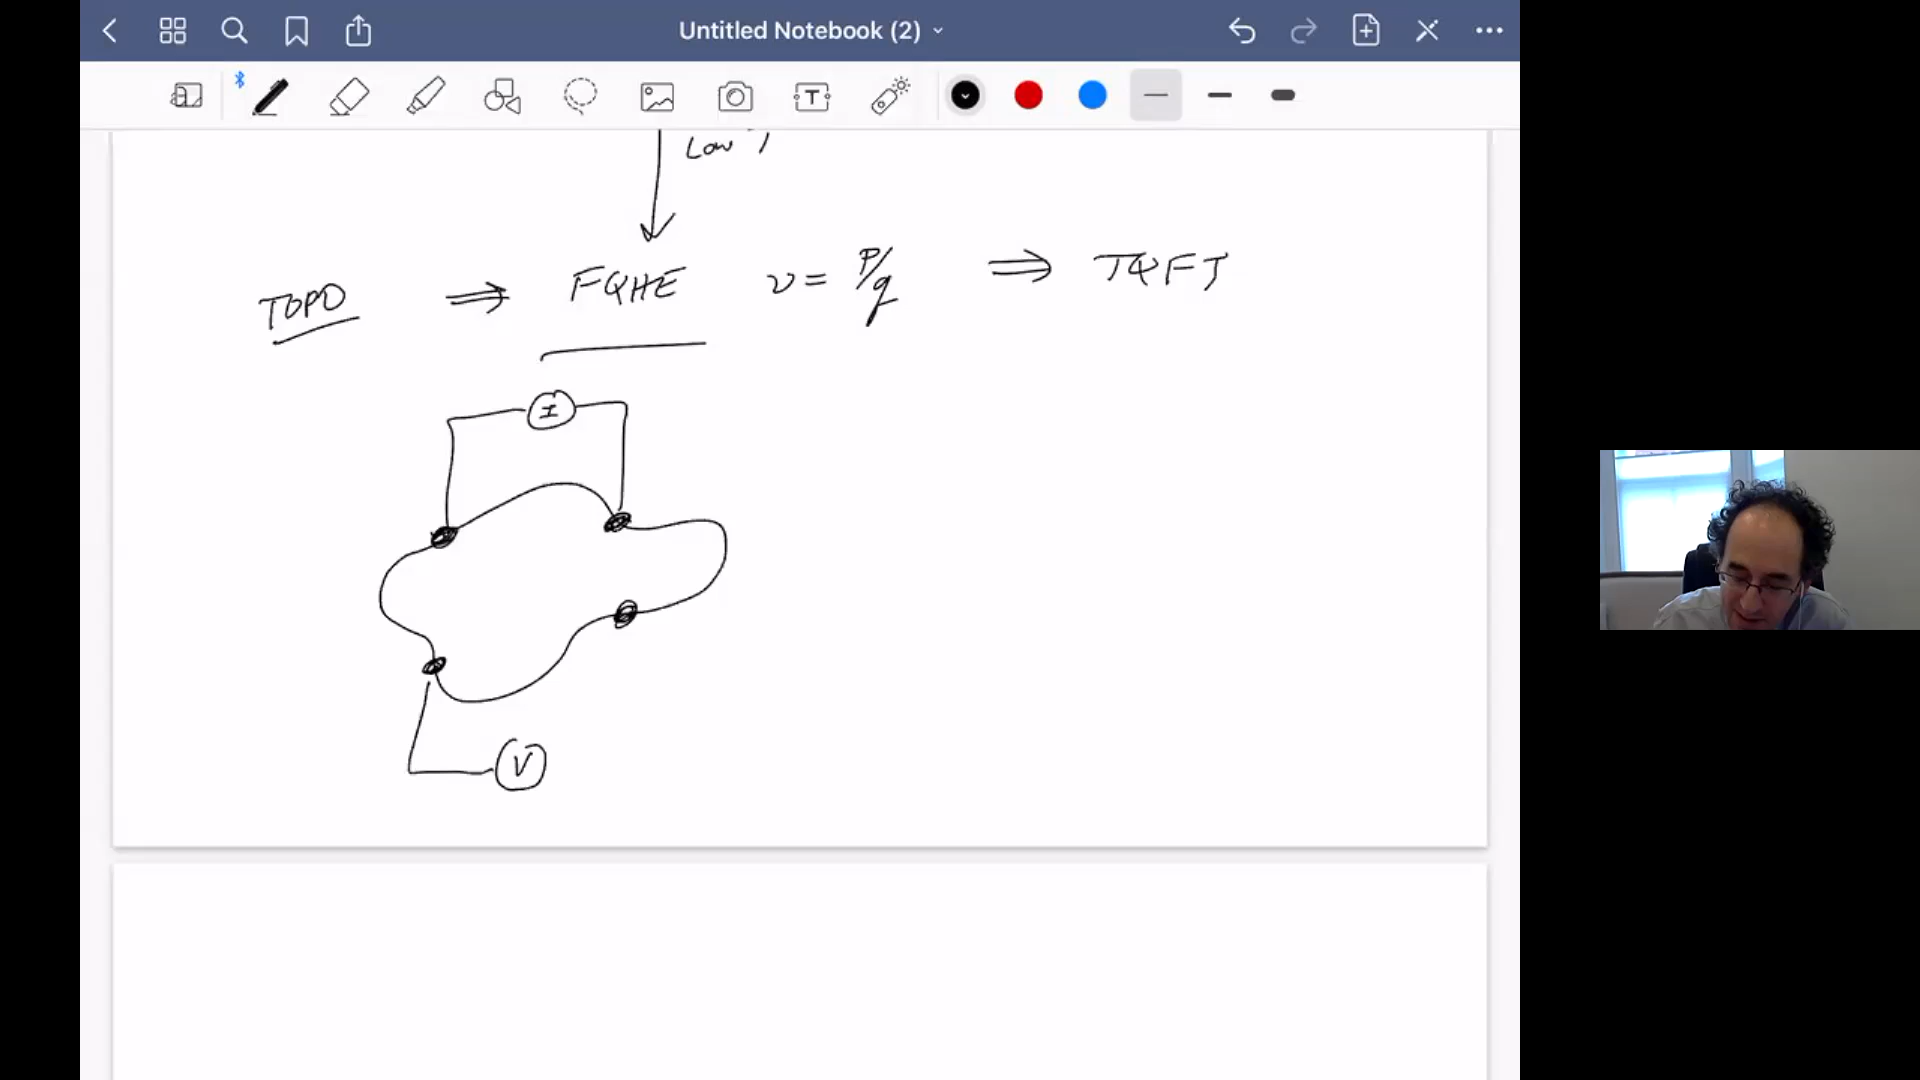 Untitled Notebook (2)
T
Low T
TOPO ⇒ FQHE ν = p/q ⇒ TQFT
I
V